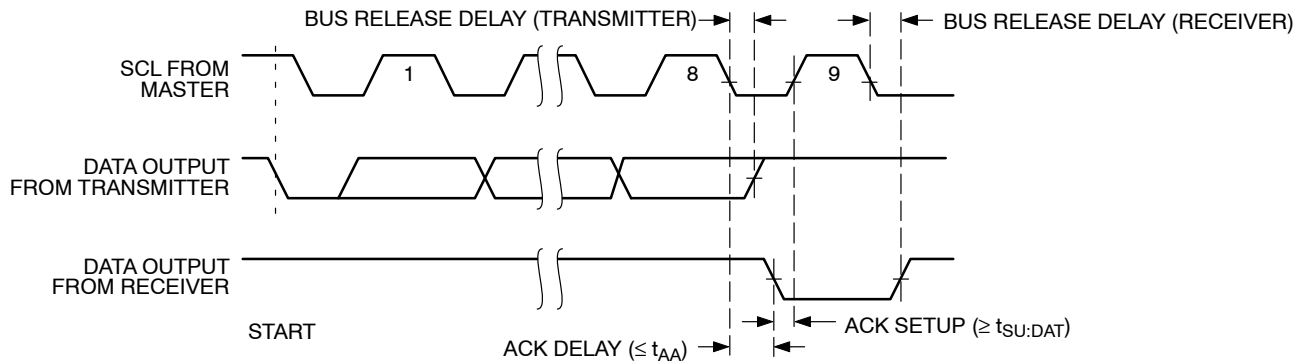 BUS RELEASE DELAY (TRANSMITTER)
BUS RELEASE DELAY (RECEIVER)
SCL FROM
MASTER
1
8
9
DATA OUTPUT
FROM TRANSMITTER
DATA OUTPUT
FROM RECEIVER
START
ACK SETUP (≥ tSU:DAT)
ACK DELAY (≤ tAA)